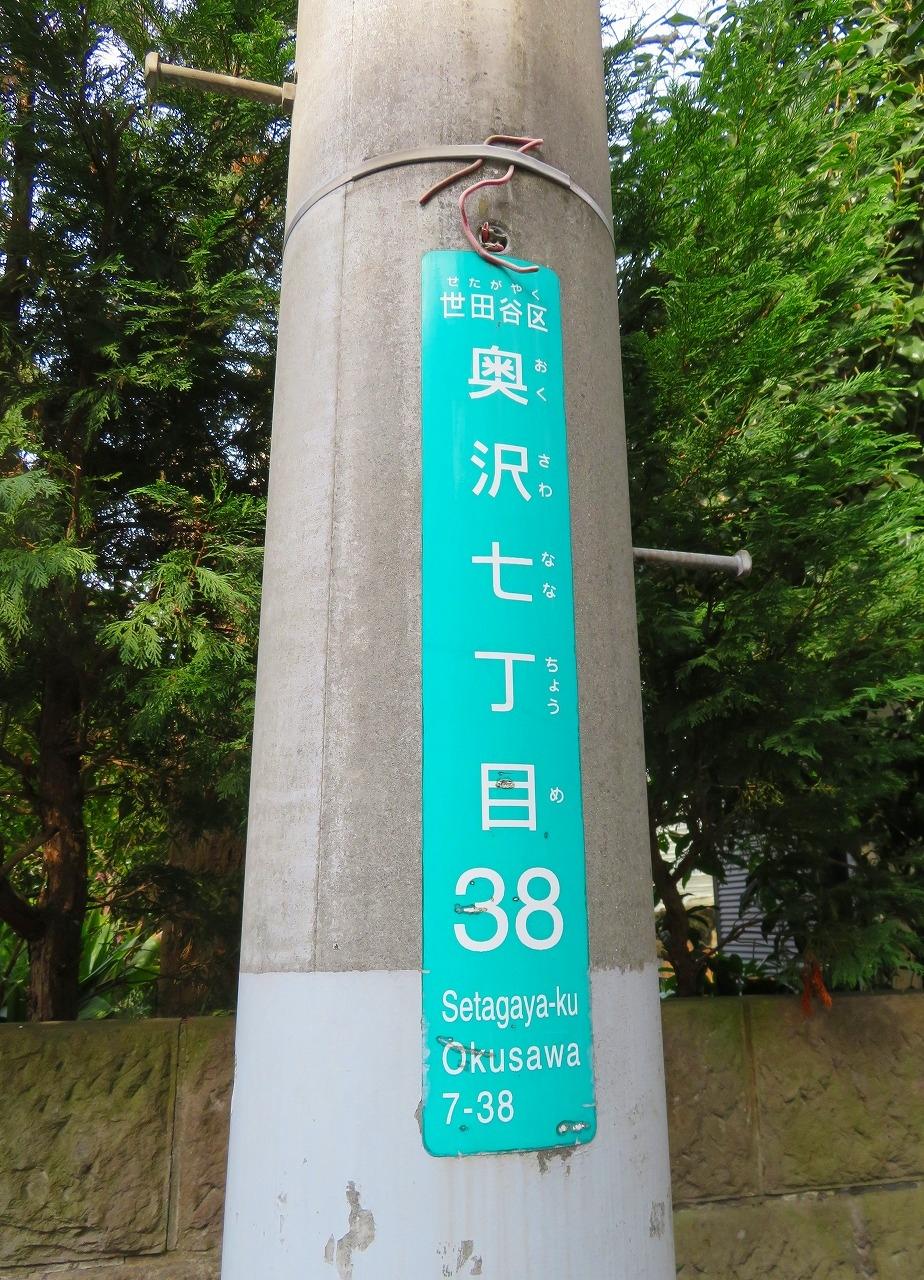 せたがやく
世田谷区
奥沢七丁目
おくさわななちょうめ
38
Setagaya-ku
Okusawa
7-38